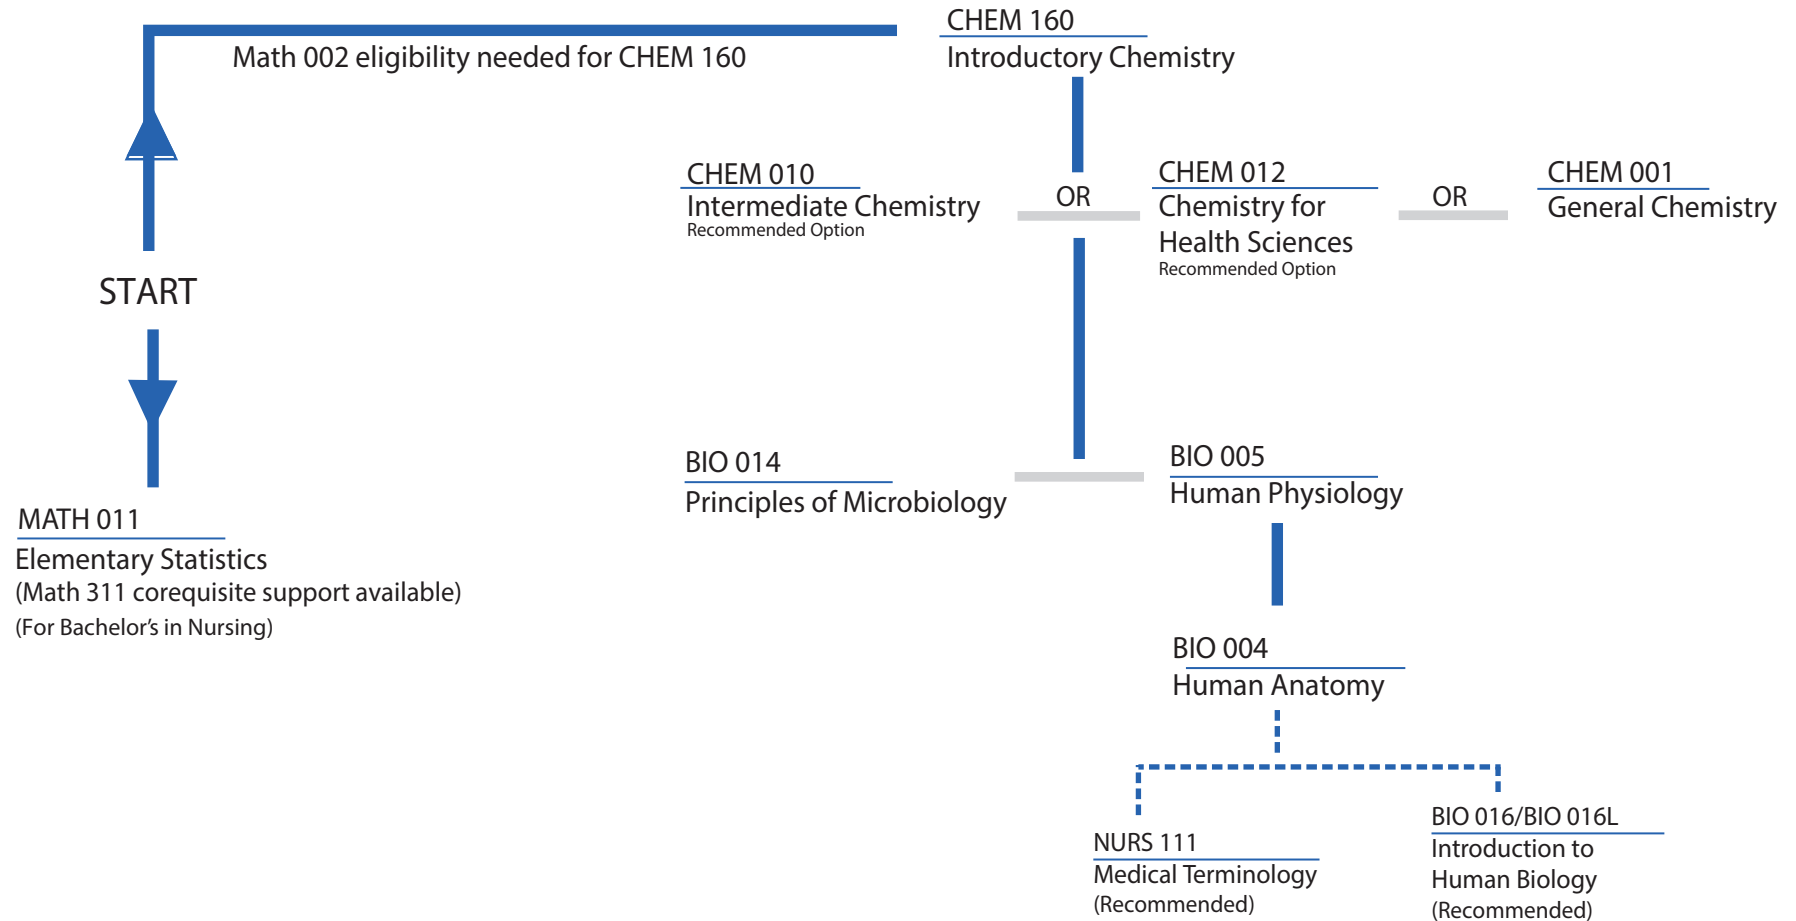 CHEM 160
Introductory Chemistry
Math 002 eligibility needed for CHEM 160
CHEM 010
Intermediate Chemistry
Recommended Option
OR
CHEM 012
Chemistry for
Health Sciences
Recommended Option
OR
CHEM 001
General Chemistry
START
BIO 014
Principles of Microbiology
BIO 005
Human Physiology
MATH 011
Elementary Statistics
(Math 311 corequisite support available)
(For Bachelor's in Nursing)
BIO 004
Human Anatomy
NURS 111
Medical Terminology
(Recommended)
BIO 016/BIO 016L
Introduction to
Human Biology
(Recommended)